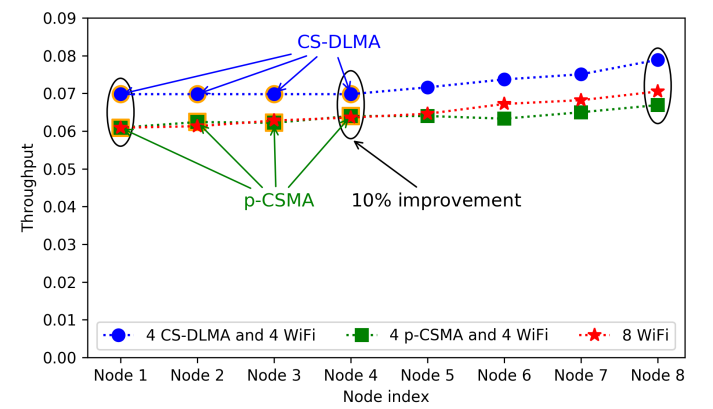 0.09
0.08
0.07
0.06
0.05
0.04
0.03
0.02
0.01
0.00
Throughput
CS-DLMA
p-CSMA
10% improvement
4 CS-DLMA and 4 WiFi
4 p-CSMA and 4 WiFi
8 WiFi
Node 1 Node 2 Node 3 Node 4 Node 5 Node 6 Node 7 Node 8
Node index